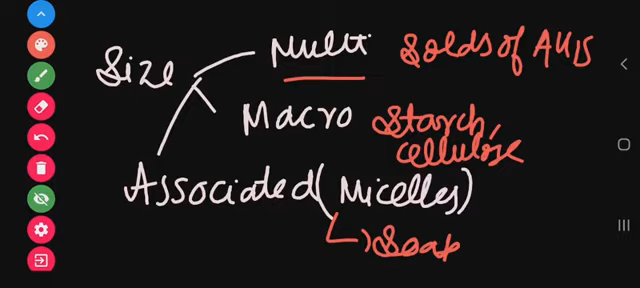 Size
Multi Solds of Au,S
Macro Starch, cellulose
Associated (Micelles)
Soap